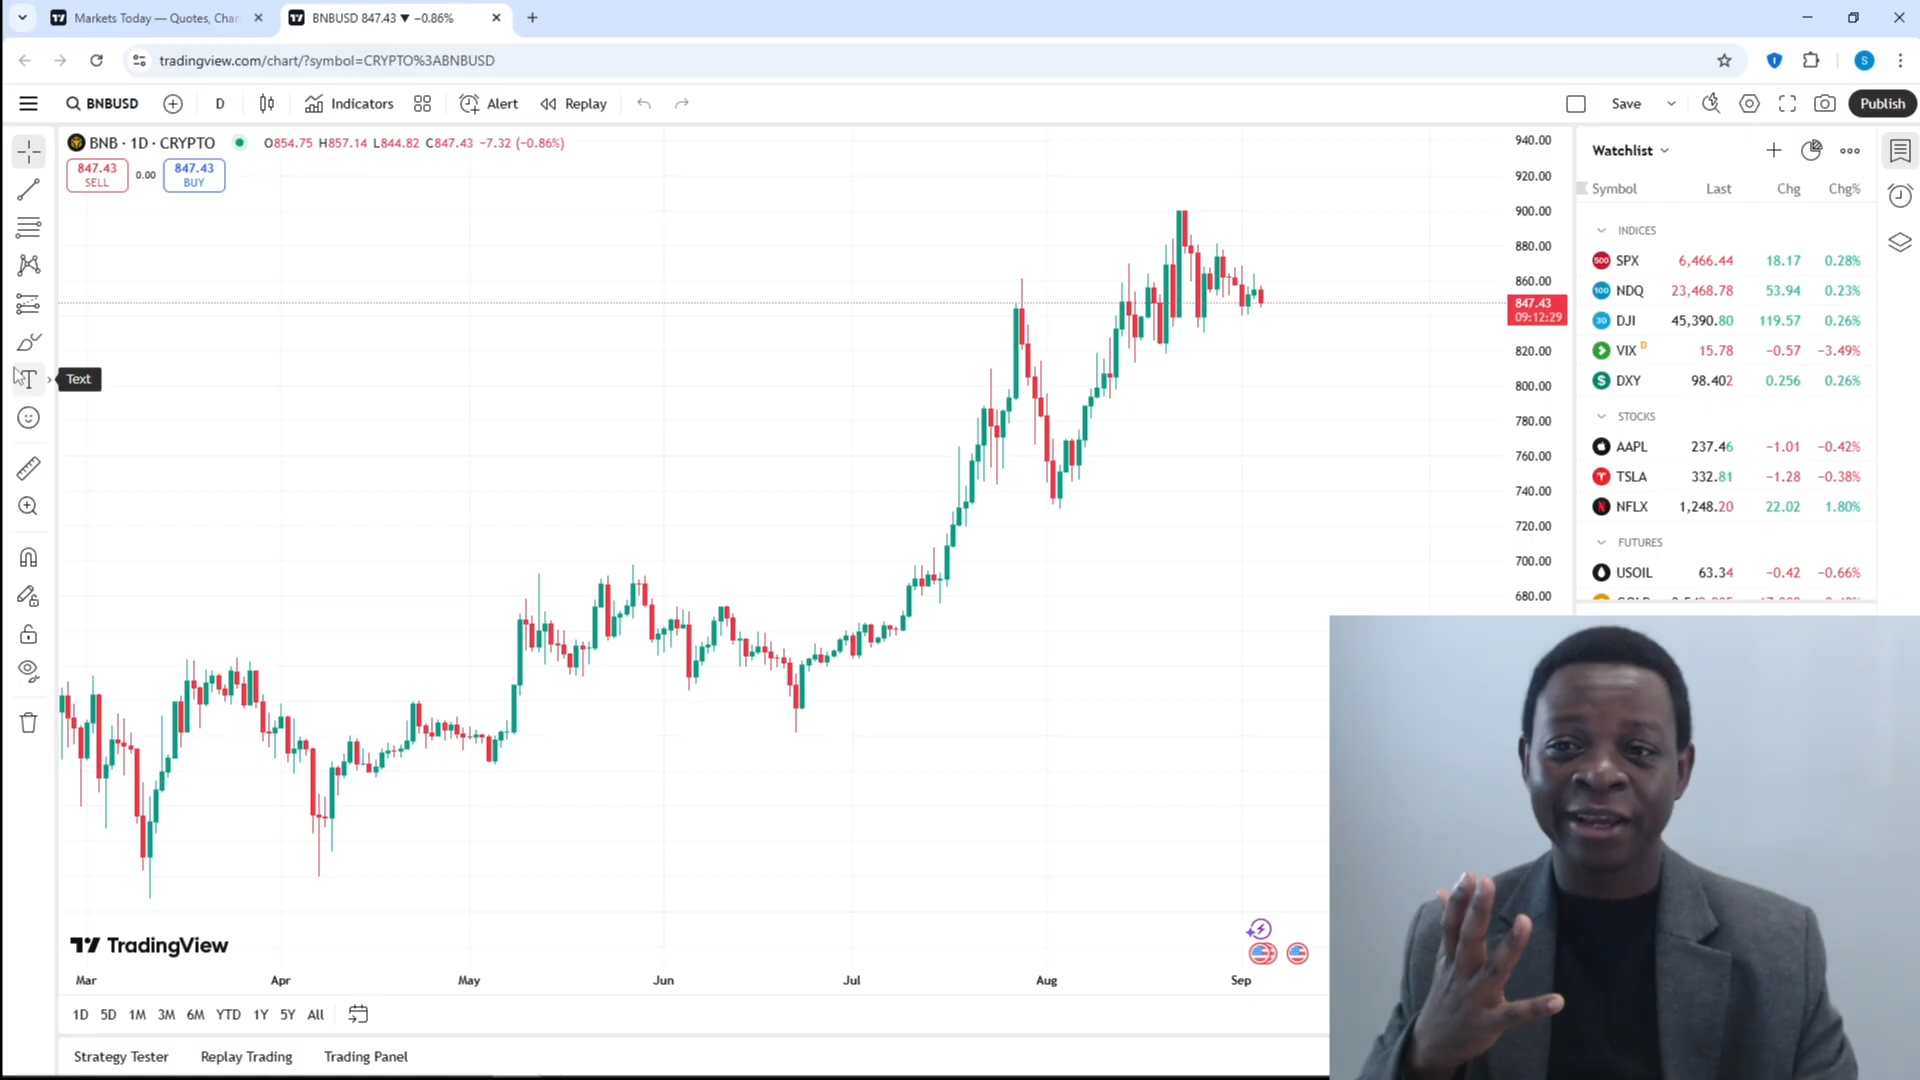 Markets Today — Quotes, Char
BNBUSD 847.43 ▼ −0.86%
tradingview.com/chart/?symbol=CRYPTO%3ABNBUSD
S
BNBUSD
D
Indicators
Alert
Replay
Save
Publish
BNB · 1D · CRYPTO
O854.75 H857.14 L844.82 C847.43 −7.32 (−0.86%)
847.43
SELL
0.00
847.43
BUY
Text
940.00
920.00
900.00
880.00
860.00
847.43
09:12:29
820.00
800.00
780.00
760.00
740.00
720.00
700.00
680.00
Watchlist
Symbol Last Chg Chg%
INDICES
500 SPX 6,466.44 18.17 0.28%
100 NDQ 23,468.78 53.94 0.23%
30 DJI 45,390.80 119.57 0.26%
VIX D 15.78 −0.57 −3.49%
DXY 98.402 0.256 0.26%
STOCKS
AAPL 237.46 −1.01 −0.42%
TSLA 332.81 −1.28 −0.38%
NFLX 1,248.20 22.02 1.80%
FUTURES
USOIL 63.34 −0.42 −0.66%
TradingView
Mar Apr May Jun Jul Aug Sep
1D 5D 1M 3M 6M YTD 1Y 5Y All
Strategy Tester Replay Trading Trading Panel